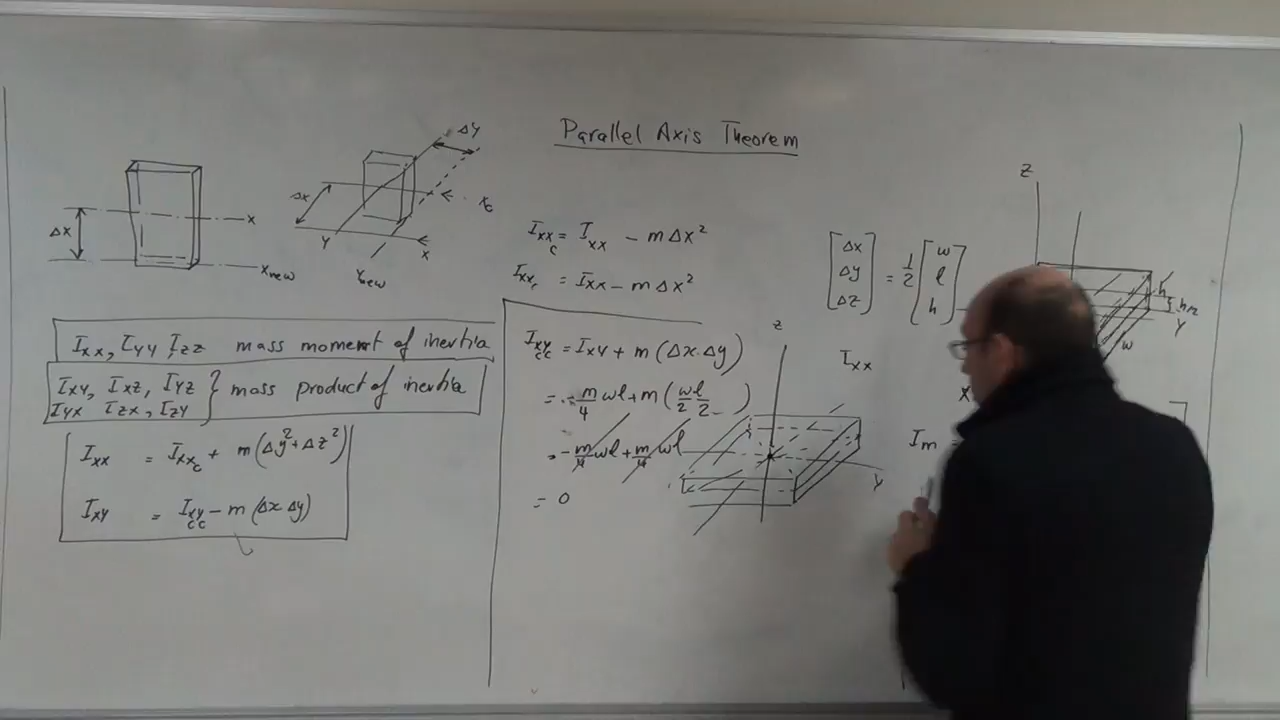 Parallel Axis Theorem
ΔX
X
Xnew
ΔX
ΔY
Xc
Y
X
Ynew
Ixxc = Ixx - mΔx²
Ixxc = Ixx - mΔx²
Ixx, Iyy, Izz mass moment of inertia
Ixy, Ixz, Iyz } mass product of inertia
Iyx Izx, Izy
Ixx = Ixxc + m(Δy² + Δz²)
Ixy = Ixycc - m(Δx Δy)
Ixycc = Ixy + m(Δx·Δy)
= -m/4 wl + m(w/2 l/2)
= -m/4 wl + m/4 wl
= 0
z
Y
Ixx
[Δx Δy Δz] = 1/2 [w l h]
Z
h
h/2
Y
w
X
Im =